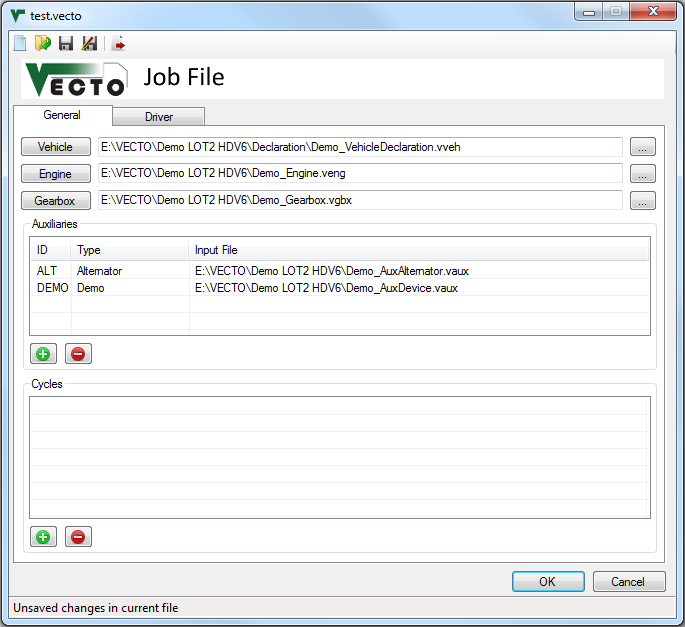 test.vecto
VECTO Job File
General Driver
Vehicle E:\VECTO\Demo LOT2 HDV6\Declaration\Demo_VehicleDeclaration.vveh ...
Engine E:\VECTO\Demo LOT2 HDV6\Demo_Engine.veng ...
Gearbox E:\VECTO\Demo LOT2 HDV6\Demo_Gearbox.vgbx ...
Auxiliaries
ID Type Input File
ALT Alternator E:\VECTO\Demo LOT2 HDV6\Demo_AuxAlternator.vaux
DEMO Demo E:\VECTO\Demo LOT2 HDV6\Demo_AuxDevice.vaux
Cycles
OK Cancel
Unsaved changes in current file